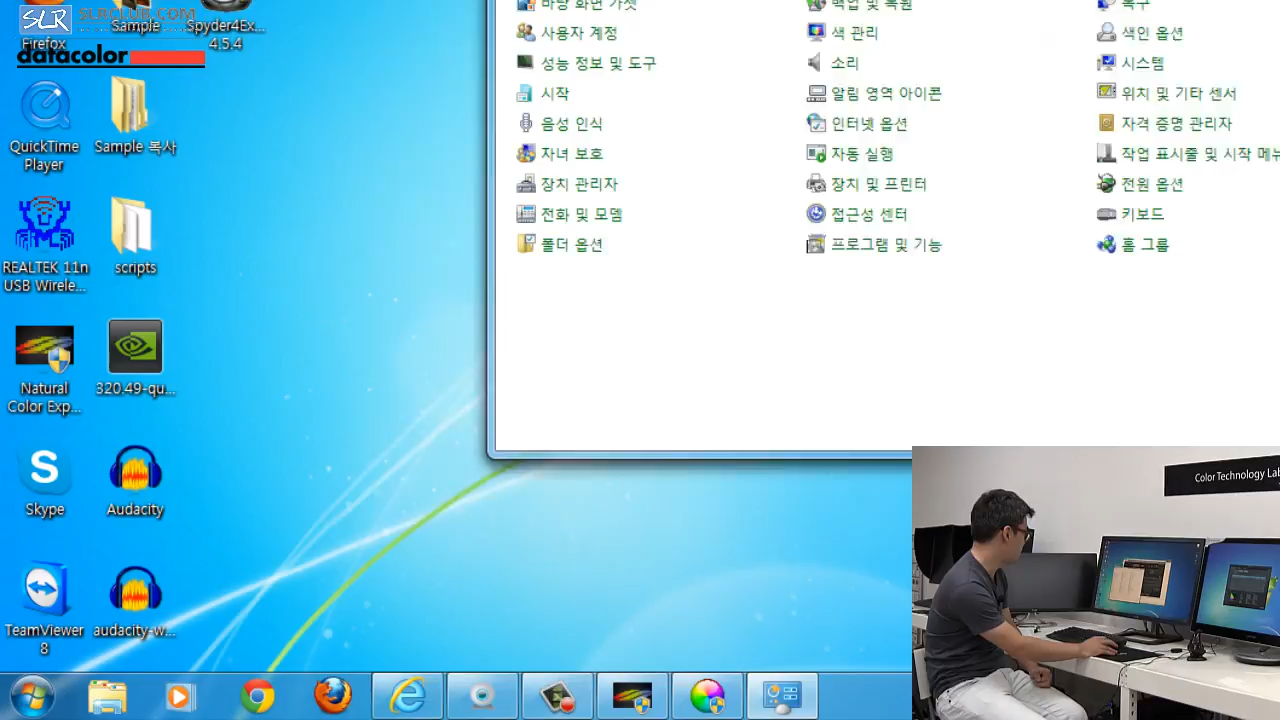 SLR
SLRCLUB.COM
datacolor
Firefox
Sample
Spyder4Ex...
4.5.4
QuickTime
Player
Sample 복사
REALTEK 11n
USB Wirele...
scripts
Natural
Color Exp...
320.49-qu...
Skype
Audacity
TeamViewer
8
audacity-w...
바탕 화면 가젯
백업 및 복원
복구
사용자 계정
색 관리
색인 옵션
성능 정보 및 도구
소리
시스템
시작
알림 영역 아이콘
위치 및 기타 센서
음성 인식
인터넷 옵션
자격 증명 관리자
자녀 보호
자동 실행
작업 표시줄 및 시작 메뉴
장치 관리자
장치 및 프린터
전원 옵션
전화 및 모뎀
접근성 센터
키보드
폴더 옵션
프로그램 및 기능
홈 그룹
Color Technology Lab